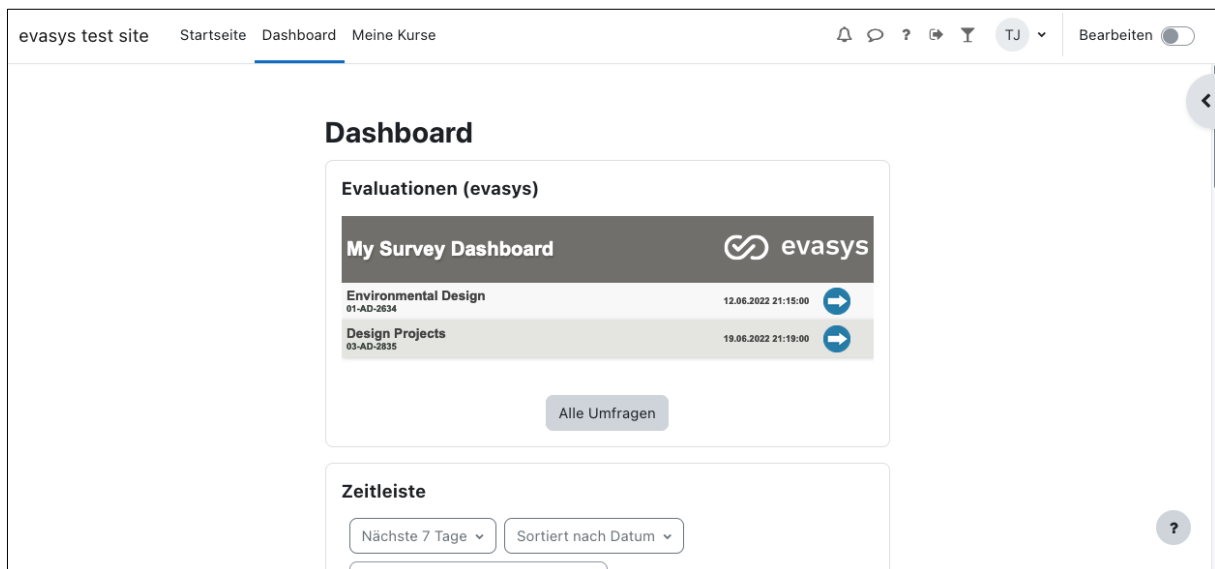 evasys test site Startseite Dashboard Meine Kurse ? TJ Bearbeiten
Dashboard
Evaluationen (evasys)
My Survey Dashboard evasys
Environmental Design
01-AD-2634 12.06.2022 21:15:00
Design Projects
03-AD-2835 19.06.2022 21:19:00
Alle Umfragen
Zeitleiste
Nächste 7 Tage Sortiert nach Datum
?